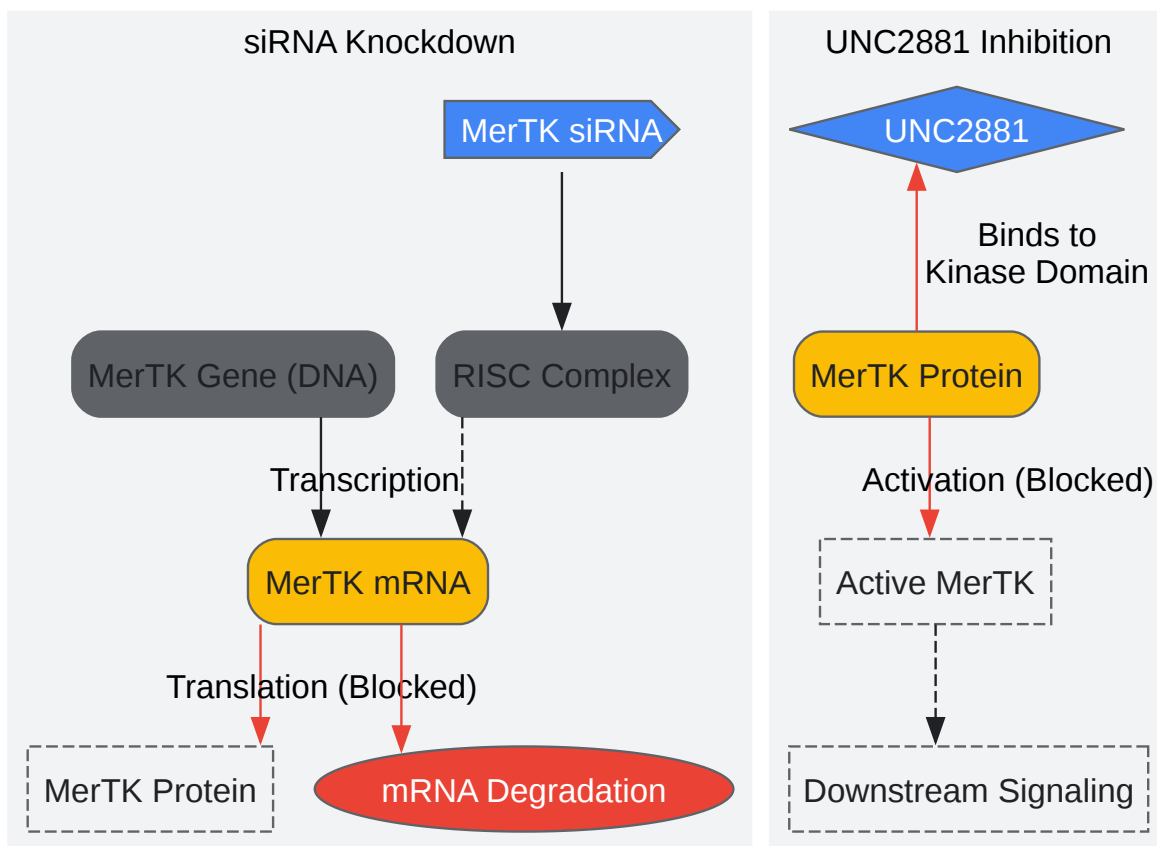 siRNA Knockdown
MerTK siRNA
MerTK Gene (DNA)
RISC Complex
Transcription
MerTK mRNA
Translation (Blocked)
MerTK Protein
mRNA Degradation
UNC2881 Inhibition
UNC2881
Binds to
Kinase Domain
MerTK Protein
Activation (Blocked)
Active MerTK
Downstream Signaling